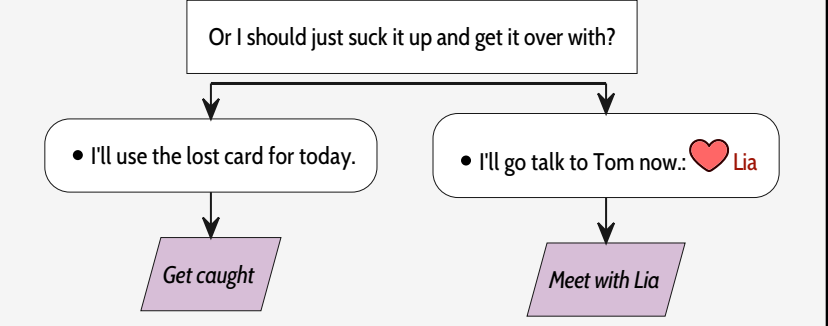 Or I should just suck it up and get it over with?
• I'll use the lost card for today.
• I'll go talk to Tom now.: Lia
Get caught
Meet with Lia